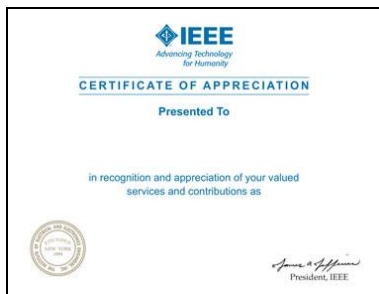 IEEE
Advancing Technology
for Humanity
CERTIFICATE OF APPRECIATION
Presented To
in recognition and appreciation of your valued
services and contributions as
President, IEEE